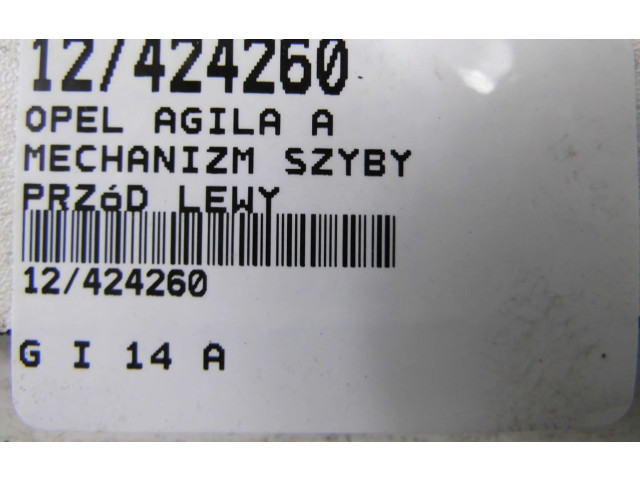 12/424260
OPEL AGILA A
MECHANIZM SZYBY
PRZóD LEWY
12/424260
G I 14 A